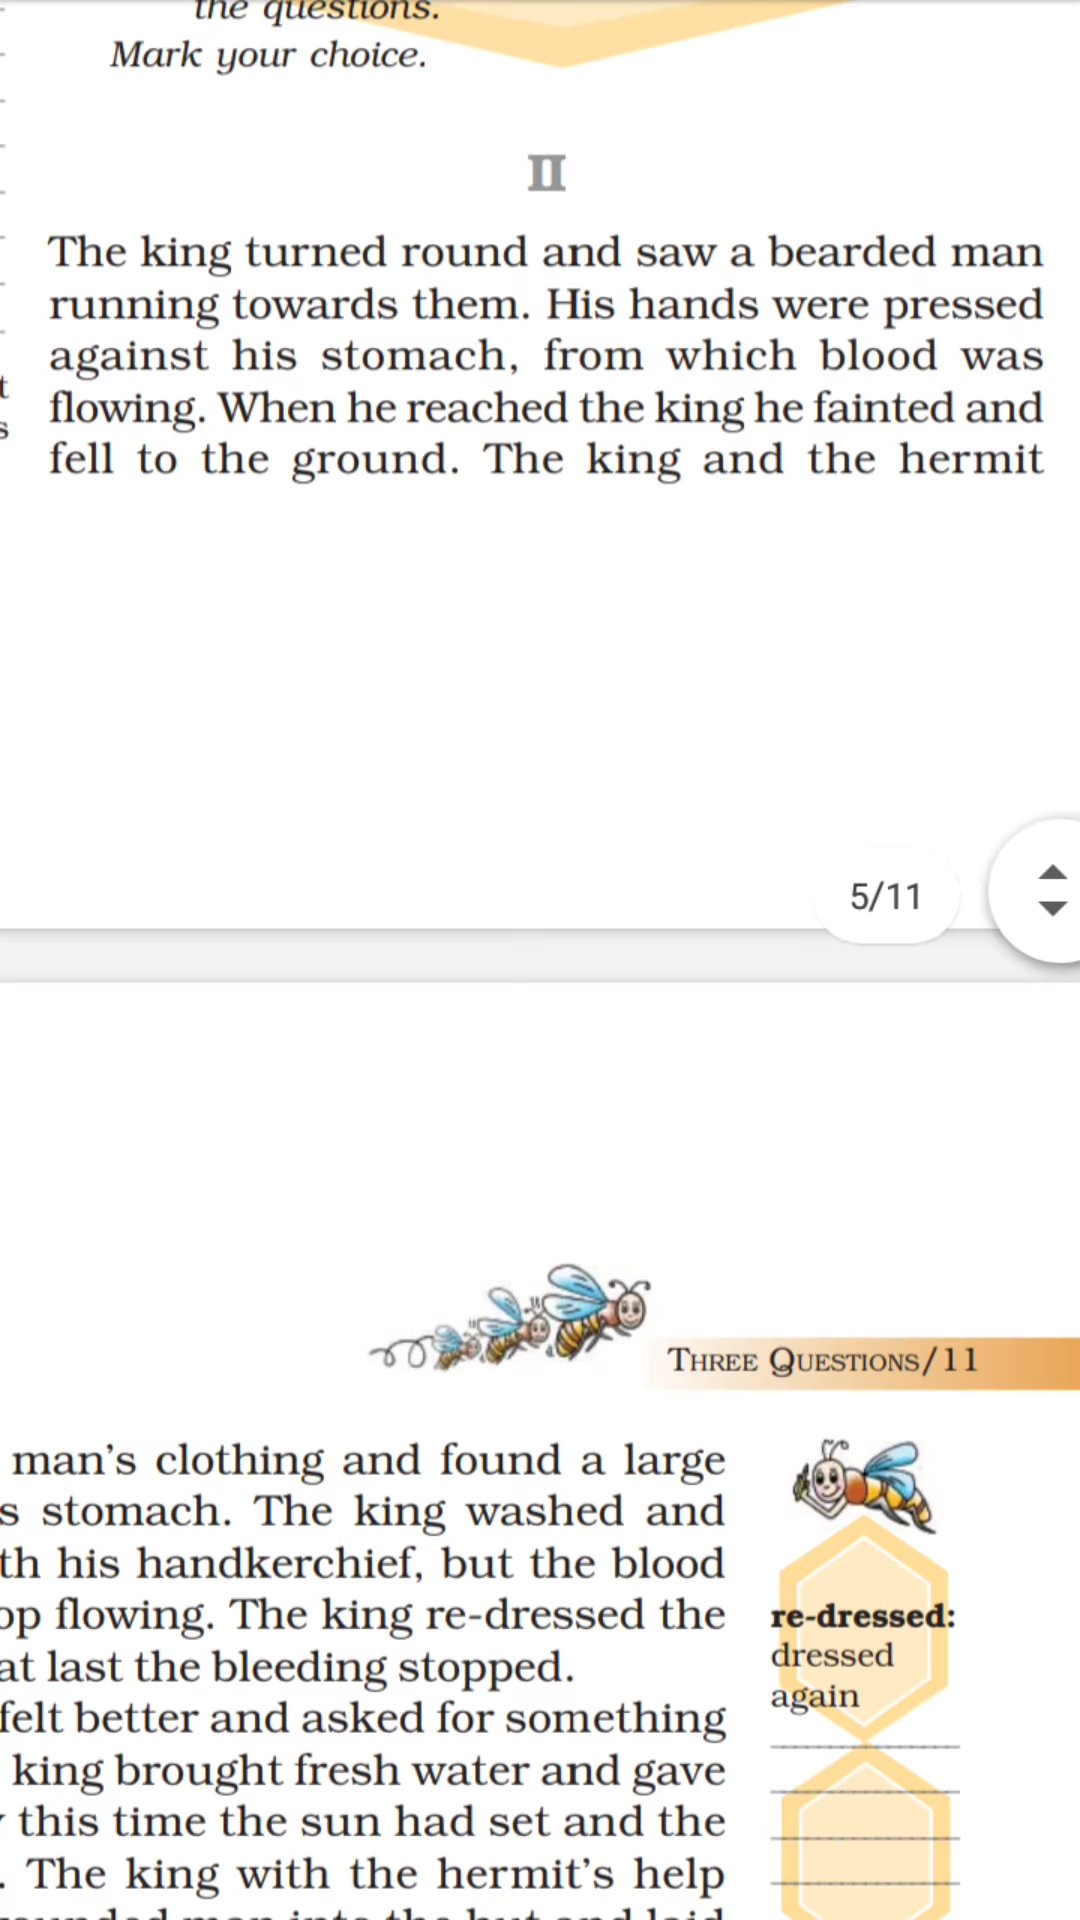 the questions.
Mark your choice.
II
The king turned round and saw a bearded man
running towards them. His hands were pressed
against his stomach, from which blood was
flowing. When he reached the king he fainted and
fell to the ground. The king and the hermit
5/11
THREE QUESTIONS/11
man's clothing and found a large
stomach. The king washed and
his handkerchief, but the blood
flowing. The king re-dressed the
at last the bleeding stopped.
felt better and asked for something
king brought fresh water and gave
this time the sun had set and the
. The king with the hermit's help
re-dressed:
dressed
again